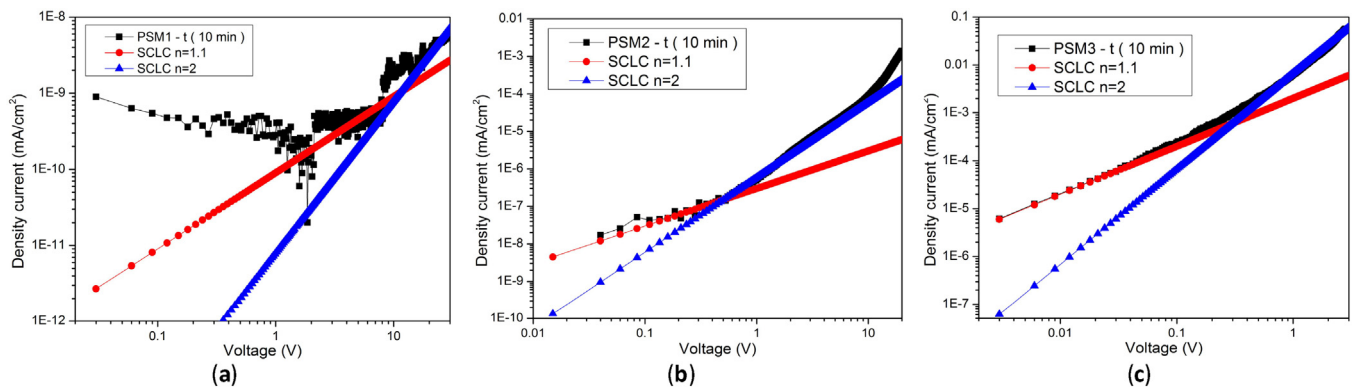 1E-8
PSM1 - t ( 10 min )
SCLC n=1.1
SCLC n=2
1E-9
1E-10
1E-11
1E-12
Density current (mA/cm²)
0.1
1
10
Voltage (V)
(a)
0.01
PSM2 - t ( 10 min )
SCLC n=1.1
SCLC n=2
1E-3
1E-4
1E-5
1E-6
1E-7
1E-8
1E-9
1E-10
Density current (mA/cm²)
0.01
0.1
1
10
Voltage (V)
(b)
0.1
PSM3 - t ( 10 min )
SCLC n=1.1
SCLC n=2
0.01
1E-3
1E-4
1E-5
1E-6
1E-7
Density current (mA/cm²)
0.01
0.1
1
Voltage (V)
(c)